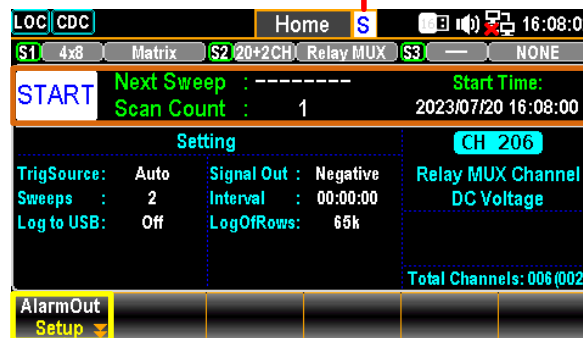 LOC CDC Home S 16:08:0
S1 4x8 Matrix S2 20+2CH Relay MUX S3 — NONE
START
Next Sweep : --------
Scan Count : 1
Start Time:
2023/07/20 16:08:00
Setting
TrigSource: Auto Signal Out : Negative
Sweeps : 2 Interval : 00:00:00
Log to USB: Off LogOfRows: 65k
CH 206
Relay MUX Channel
DC Voltage
Total Channels: 006(002
AlarmOut
Setup